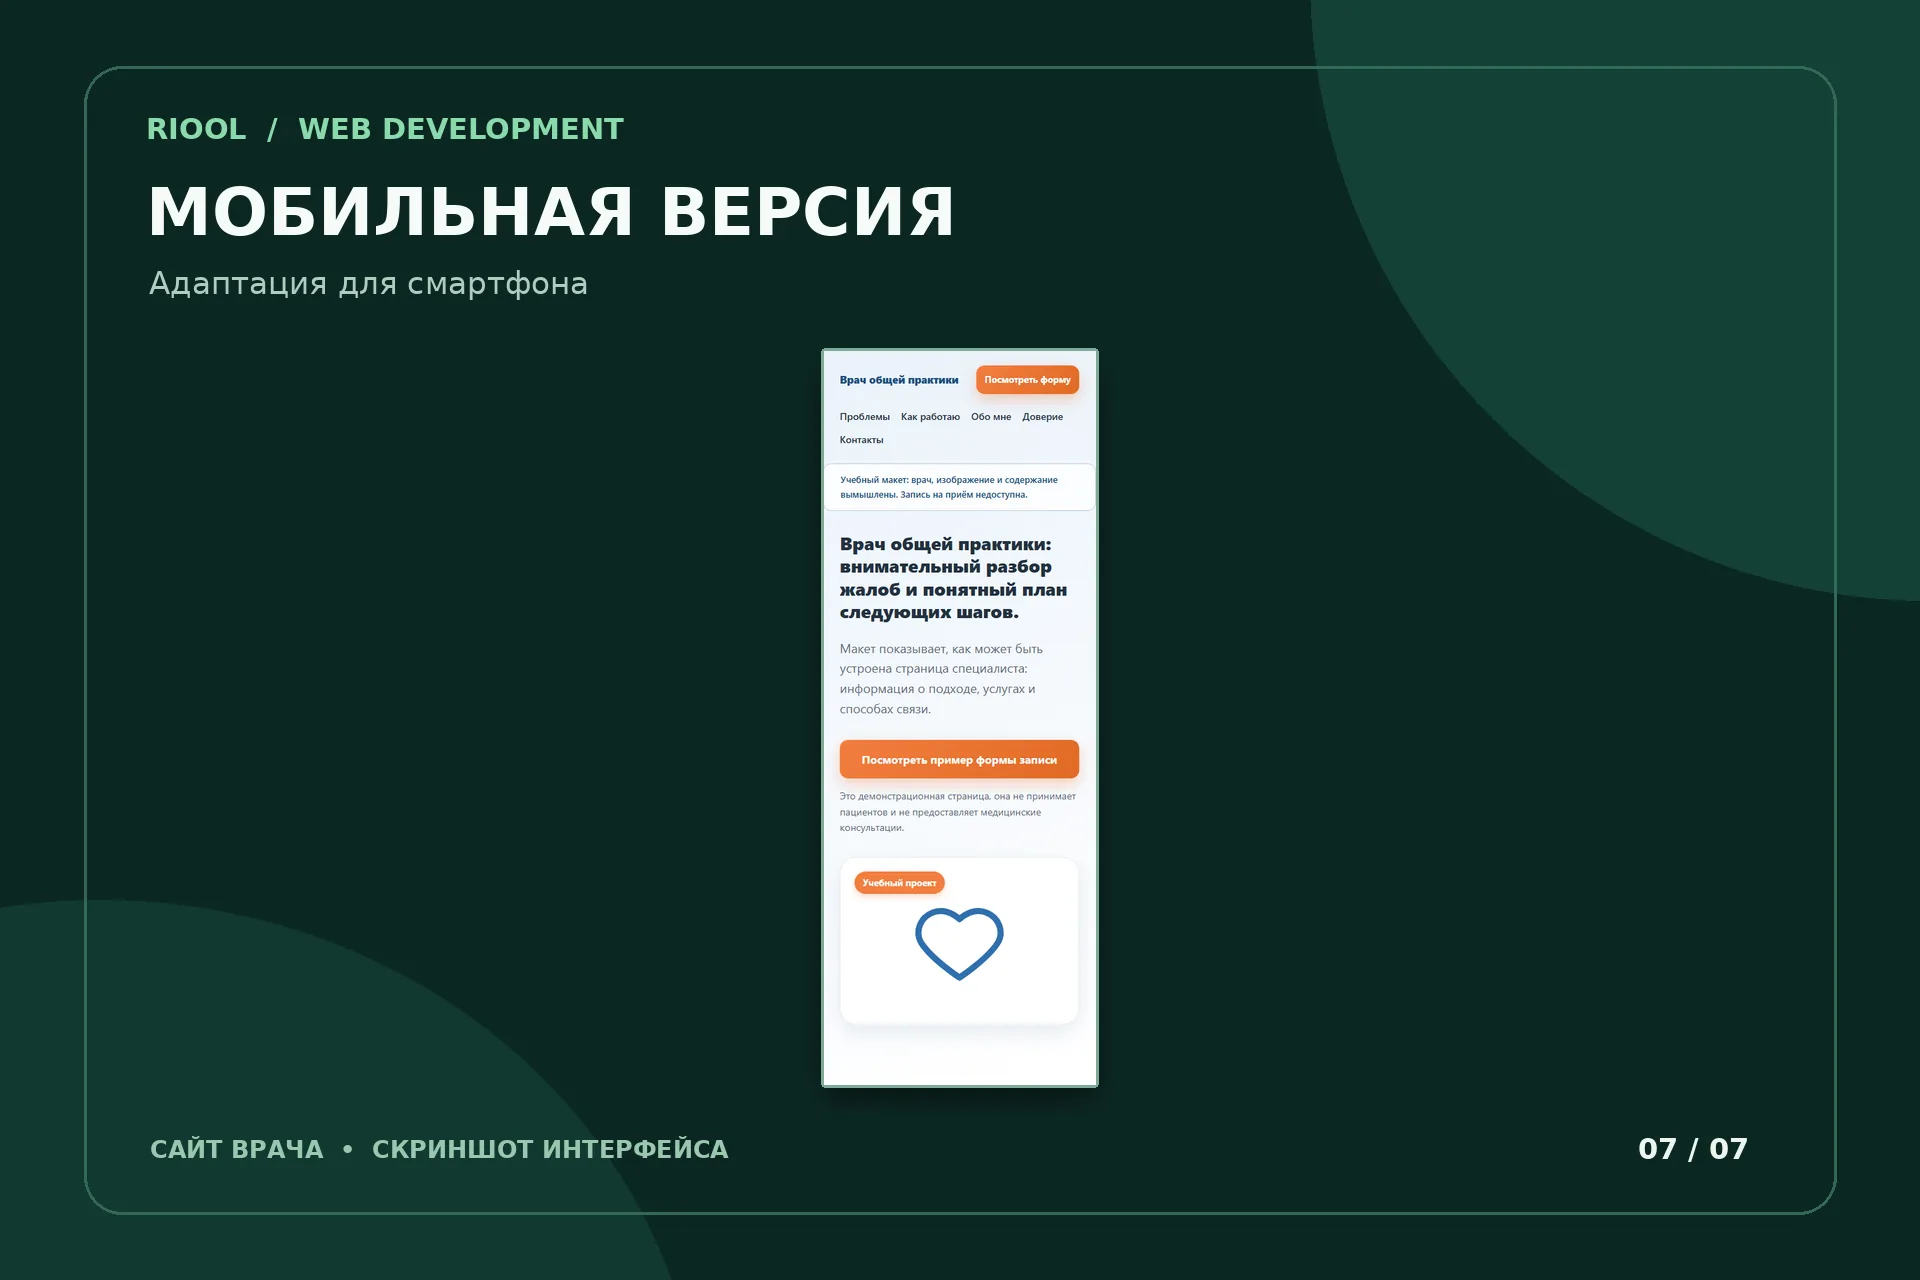 RIOOL / WEB DEVELOPMENT
МОБИЛЬНАЯ ВЕРСИЯ
Адаптация для смартфона
Врач общей практики
Посмотреть форму
Проблемы Как работаю Обо мне Доверие
Контакты
Учебный макет: врач, изображение и содержание
вымышлены. Запись на приём недоступна.
Врач общей практики:
внимательный разбор
жалоб и понятный план
следующих шагов.
Макет показывает, как может быть
устроена страница специалиста:
информация о подходе, услугах и
способах связи.
Посмотреть пример формы записи
Это демонстрационная страница, она не принимает
пациентов и не предоставляет медицинские
консультации.
Учебный проект
САЙТ ВРАЧА • СКРИНШОТ ИНТЕРФЕЙСА
07 / 07